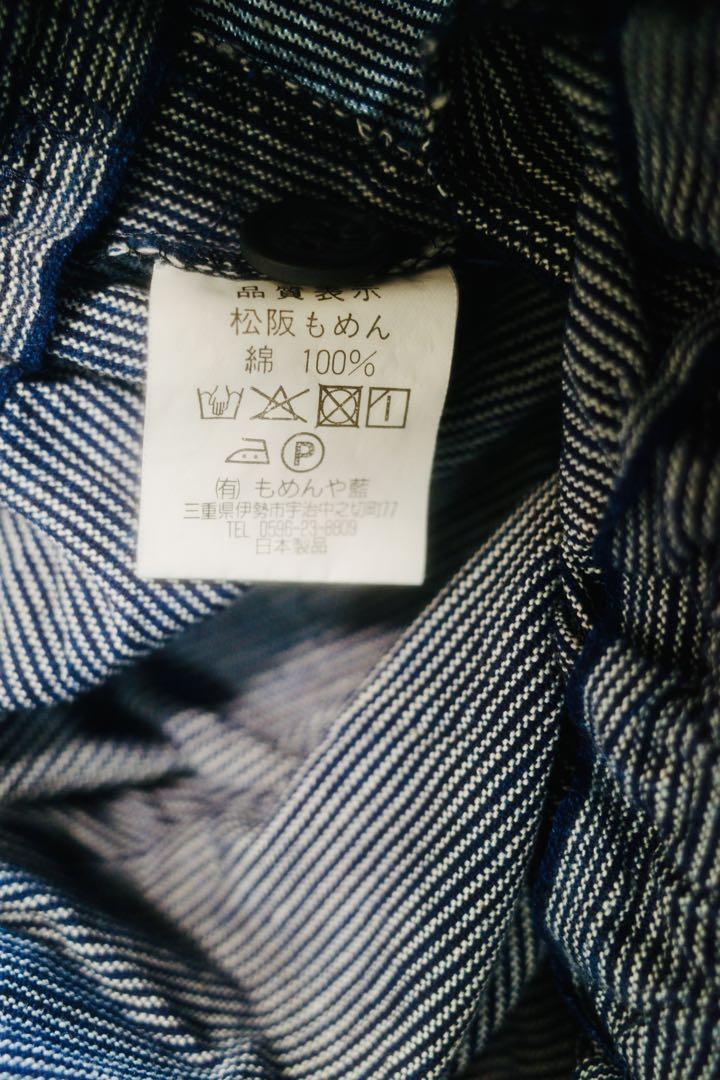 品質表示
松阪もめん
綿 100%
P
(有) もめんや藍
三重県伊勢市宇治中之切町77
TEL 0596-23-8809
日本製品